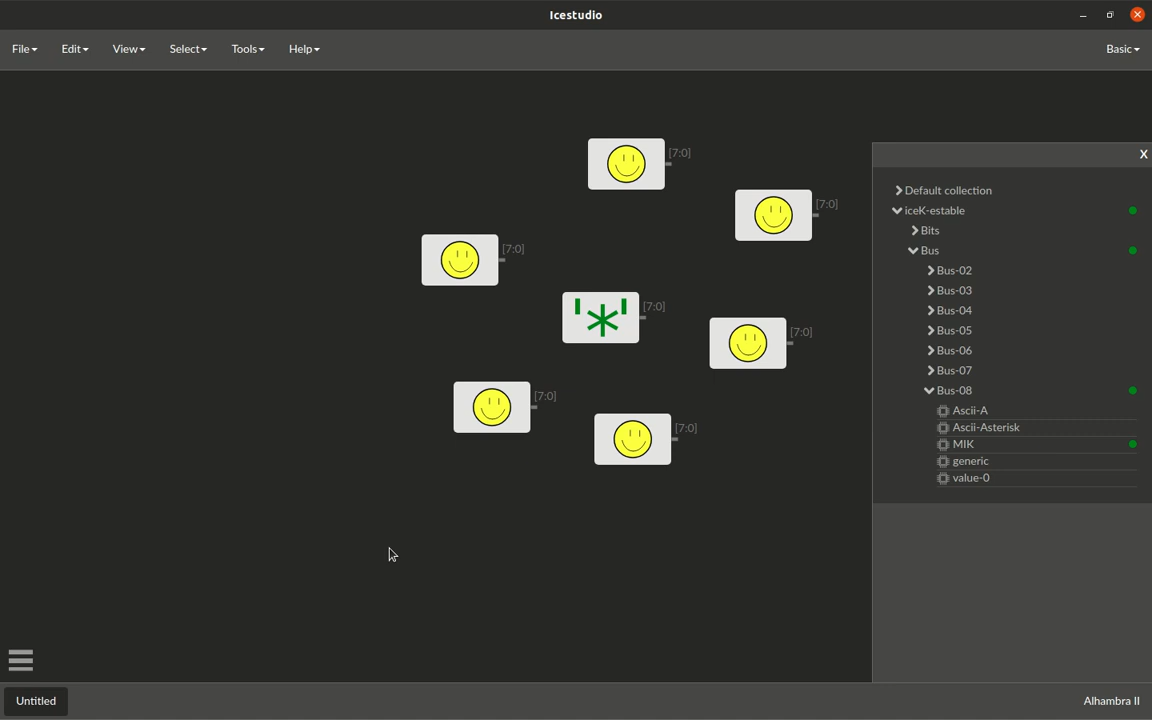 Icestudio
File Edit View Select Tools Help Basic
[7:0]
[7:0]
[7:0]
'*' [7:0]
[7:0]
[7:0]
[7:0]
X
Default collection
iceK-estable
Bits
Bus
Bus-02
Bus-03
Bus-04
Bus-05
Bus-06
Bus-07
Bus-08
Ascii-A
Ascii-Asterisk
MIK
generic
value-0
Untitled Alhambra II